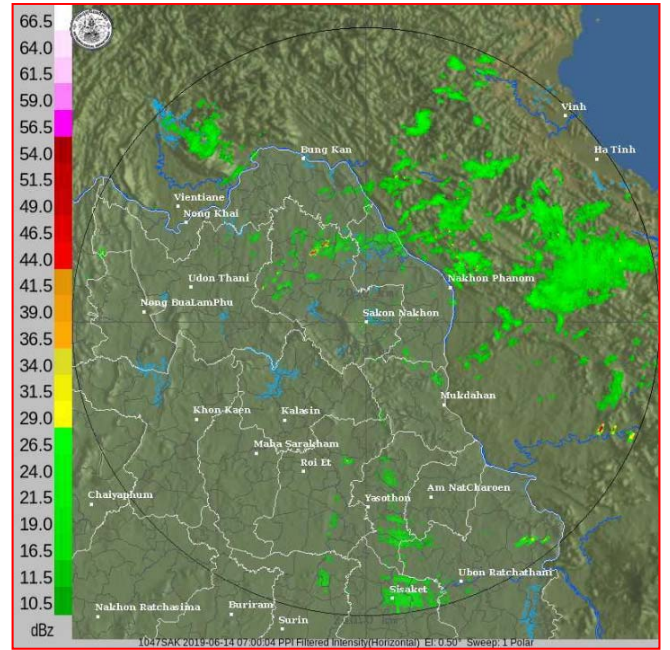 66.5
64.0
61.5
59.0
56.5
54.0
51.5
49.0
46.5
44.0
41.5
39.0
36.5
34.0
31.5
29.0
26.5
24.0
21.5
19.0
16.5
11.5
10.5
dBz
Vinh
Ha Tinh
Bung Kan
Vientiane
Nong Khai
Udon Thani
Nakhon Phanom
Nong BuaLamPhu
Sakon Nakhon
Mukdahan
Khon Kaen
Kalasin
Maha Sarakham
Roi Et
Chaiyaphum
Yasothon
Am NatCharoen
Ubon Ratchathani
Sisaket
Nakhon Ratchasima
Buriram
Surin
1047SAK 2019-06-14 07:00:04 PPI Filtered Intensity(Horizontal) El: 0.50° Sweep: 1 Polar